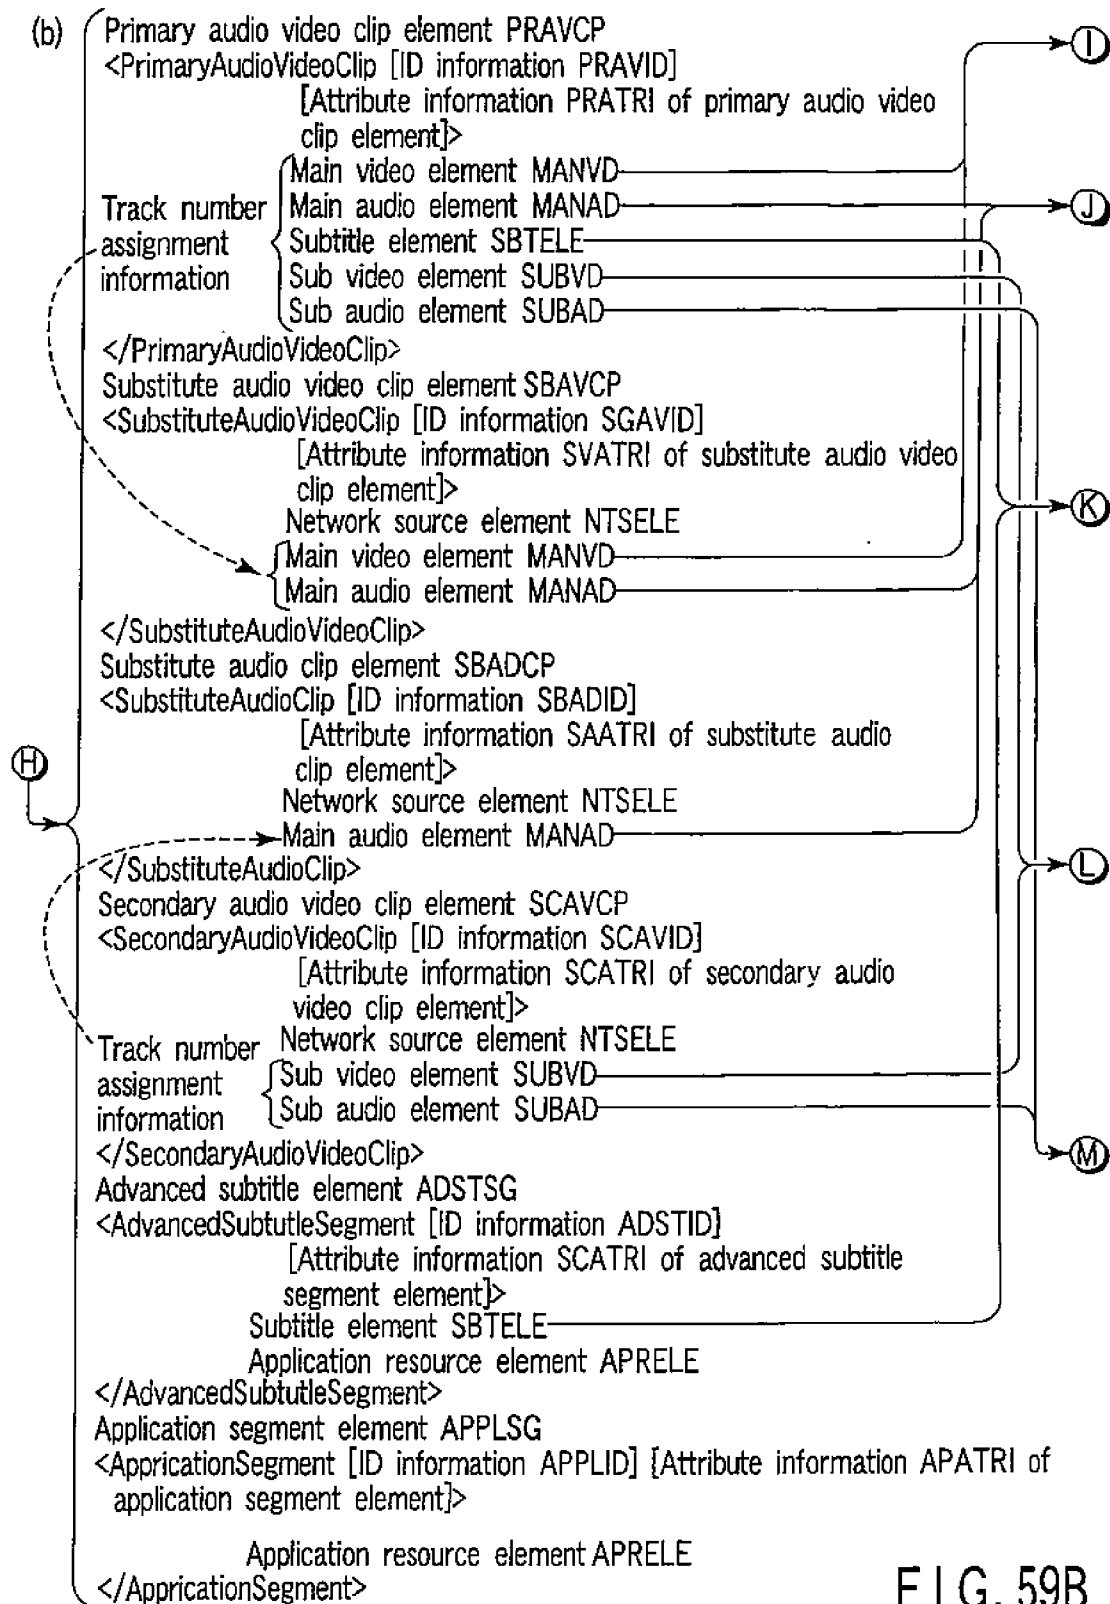 (b)
Primary audio video clip element PRAVCP
<PrimaryAudioVideoClip [ID information PRAVID]
[Attribute information PRATRI of primary audio video
clip element]>
Main video element MANVD
I
Track number
assignment
information
Main audio element MANAD
J
Subtitle element SBTELE
Sub video element SUBVD
Sub audio element SUBAD
</PrimaryAudioVideoClip>
Substitute audio video clip element SBAVCP
<SubstituteAudioVideoClip [ID information SGAVID]
[Attribute information SVATRI of substitute audio video
clip element]>
K
Network source element NTSELE
Main video element MANVD
Main audio element MANAD
</SubstituteAudioVideoClip>
Substitute audio clip element SBADCP
<SubstituteAudioClip [ID information SBADID]
[Attribute information SAATRI of substitute audio
clip element]>
H
Network source element NTSELE
Main audio element MANAD
</SubstituteAudioClip>
L
Secondary audio video clip element SCAVCP
<SecondaryAudioVideoClip [ID information SCAVID]
[Attribute information SCATRI of secondary audio
video clip element]>
Network source element NTSELE
Track number
assignment
information
Sub video element SUBVD
Sub audio element SUBAD
</SecondaryAudioVideoClip>
M
Advanced subtitle element ADSTSG
<AdvancedSubtutleSegment [ID information ADSTID]
[Attribute information SCATRI of advanced subtitle
segment element]>
Subtitle element SBTELE
Application resource element APRELE
</AdvancedSubtutleSegment>
Application segment element APPLSG
<AppricationSegment [ID information APPLID] [Attribute information APATRI of
application segment element]>
Application resource element APRELE
</AppricationSegment>
FIG. 59B